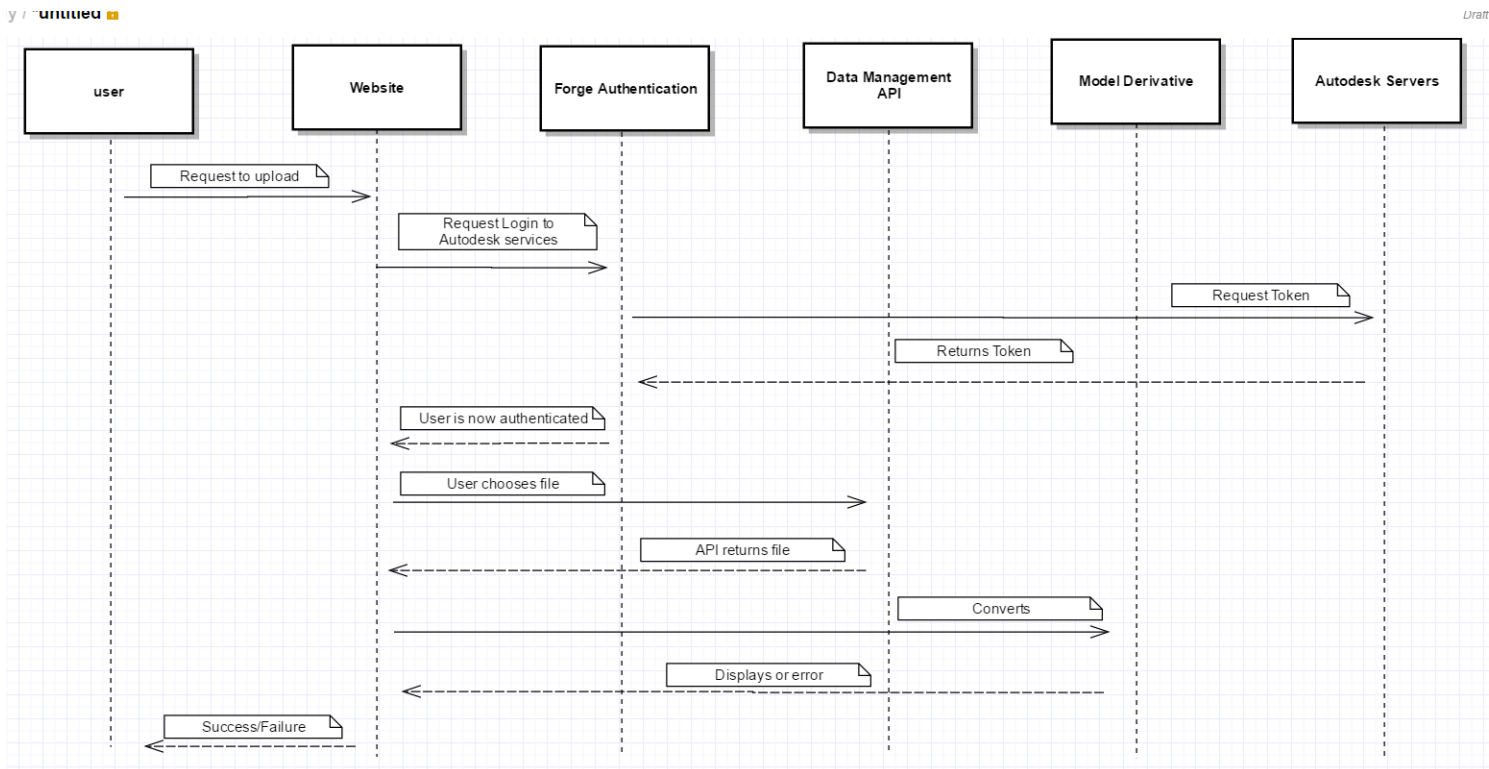 y / *untitled
Draft
user
Website
Forge Authentication
Data Management
API
Model Derivative
Autodesk Servers
Request to upload
Request Login to
Autodesk services
Request Token
Returns Token
User is now authenticated
User chooses file
API returns file
Converts
Displays or error
Success/Failure